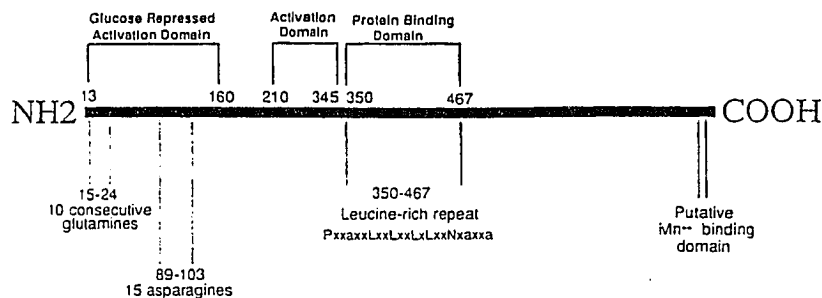 Glucose Repressed
Activation Domain
Activation
Domain
Protein Binding
Domain
13
160
210
345
350
467
NH2
COOH
15-24
10 consecutive
glutamines
89-103
15 asparagines
350-467
Leucine-rich repeat
PxxaxxLxxLxxLxLxxNxaxxa
Putative
Mn++ binding
domain